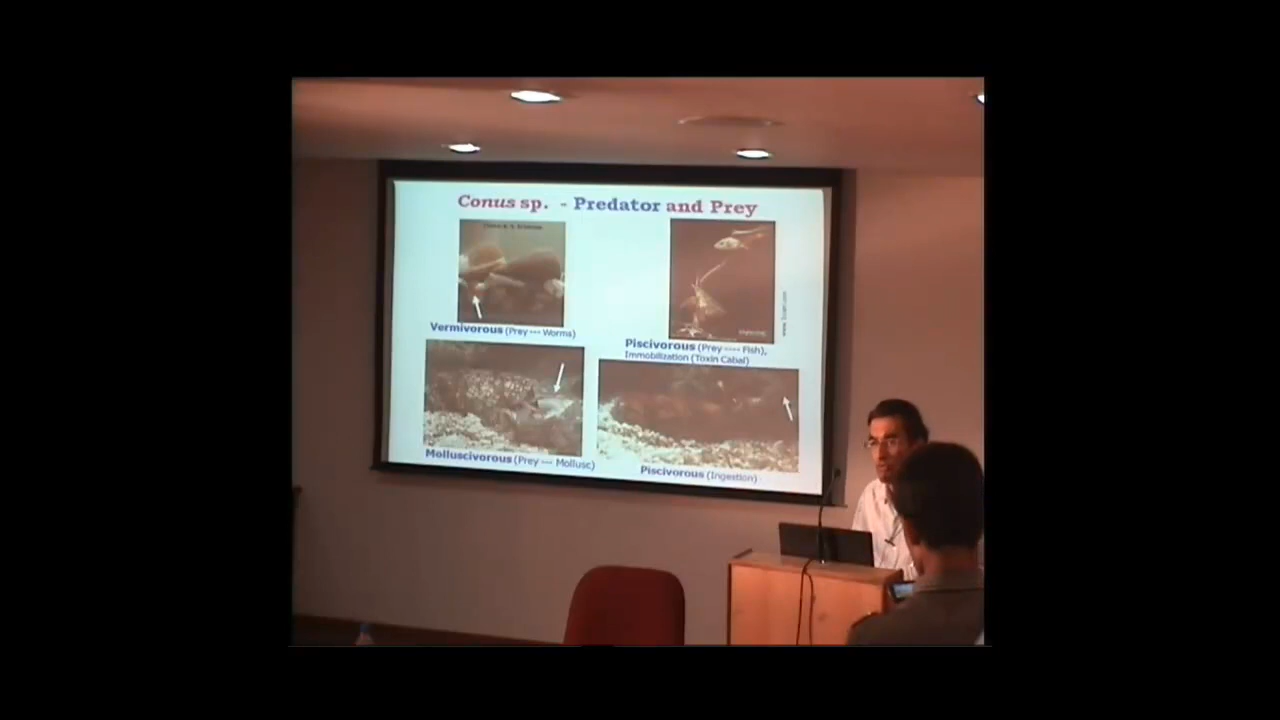 Conus sp. - Predator and Prey
Vermivorous (Prey --- Worms)
Piscivorous (Prey ---- Fish),
Immobilization (Toxin Cabal)
Molluscivorous (Prey --- Mollusc)
Piscivorous (Ingestion)